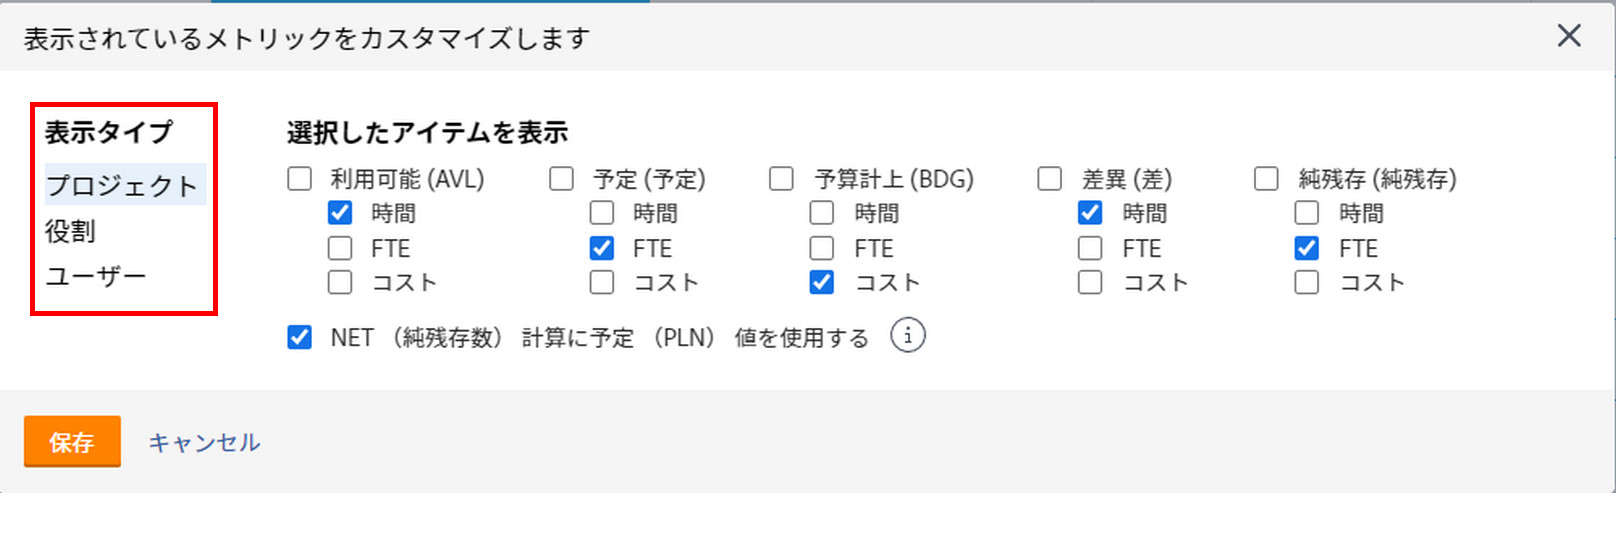 表示されているメトリックをカスタマイズします
表示タイプ
プロジェクト
役割
ユーザー
選択したアイテムを表示
利用可能 (AVL)
時間
FTE
コスト
予定 (予定)
時間
FTE
コスト
予算計上 (BDG)
時間
FTE
コスト
差異 (差)
時間
FTE
コスト
純残存 (純残存)
時間
FTE
コスト
NET （純残存数） 計算に予定 （PLN） 値を使用する
保存 キャンセル